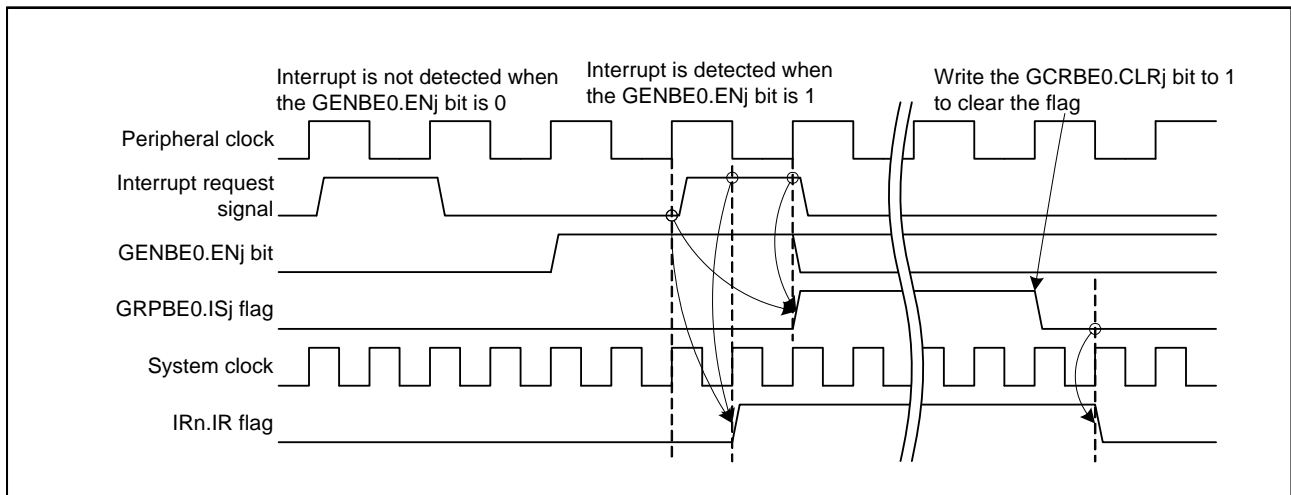 Interrupt is not detected when
the GENBE0.ENj bit is 0
Interrupt is detected when
the GENBE0.ENj bit is 1
Write the GCRBE0.CLRj bit to 1
to clear the flag
Peripheral clock
Interrupt request
signal
GENBE0.ENj bit
GRPBE0.ISj flag
System clock
IRn.IR flag